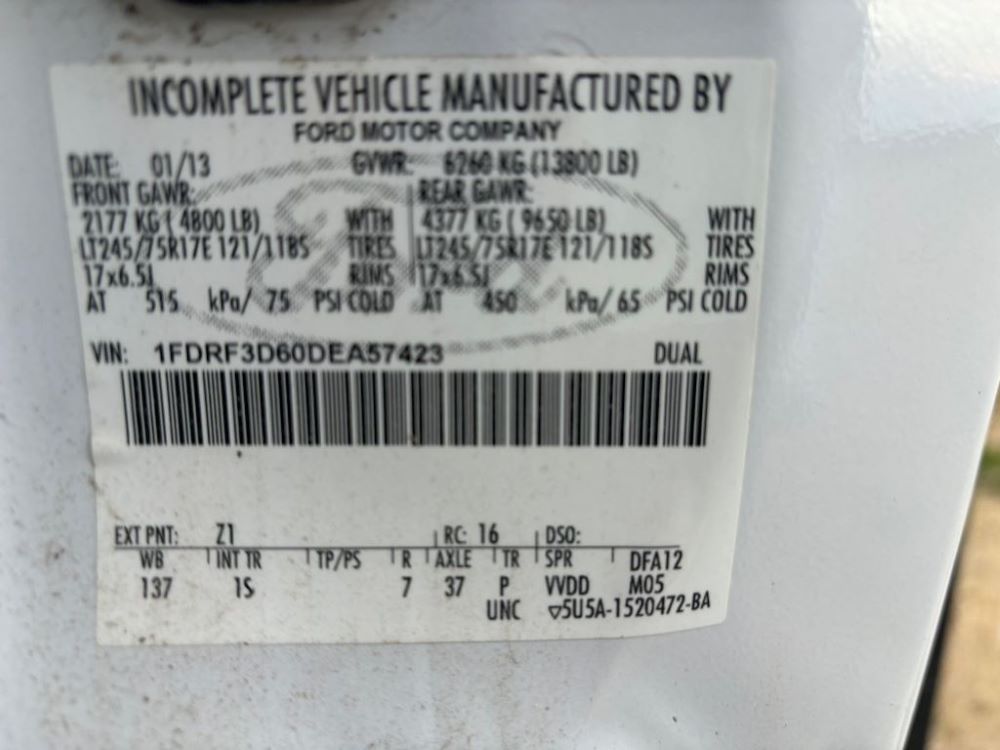 INCOMPLETE VEHICLE MANUFACTURED BY
FORD MOTOR COMPANY
DATE: 01/13 GVWR: 6260 KG (13800 LB)
FRONT GAWR: REAR GAWR:
2177 KG ( 4800 LB) WITH 4377 KG ( 9650 LB) WITH
LT245/75R17E 121/118S TIRES LT245/75R17E 121/118S TIRES
17x6.5J RIMS 17x6.5J RIMS
AT 515 kPa/ 75 PSI COLD AT 450 kPa/ 65 PSI COLD
VIN: 1FDRF3D60DEA57423 DUAL
EXT PNT: Z1 RC: 16 DSO:
WB INT TR TP/PS R AXLE TR SPR DFA12
137 1S 7 37 P VVDD M05
UNC ▽5U5A-1520472-BA